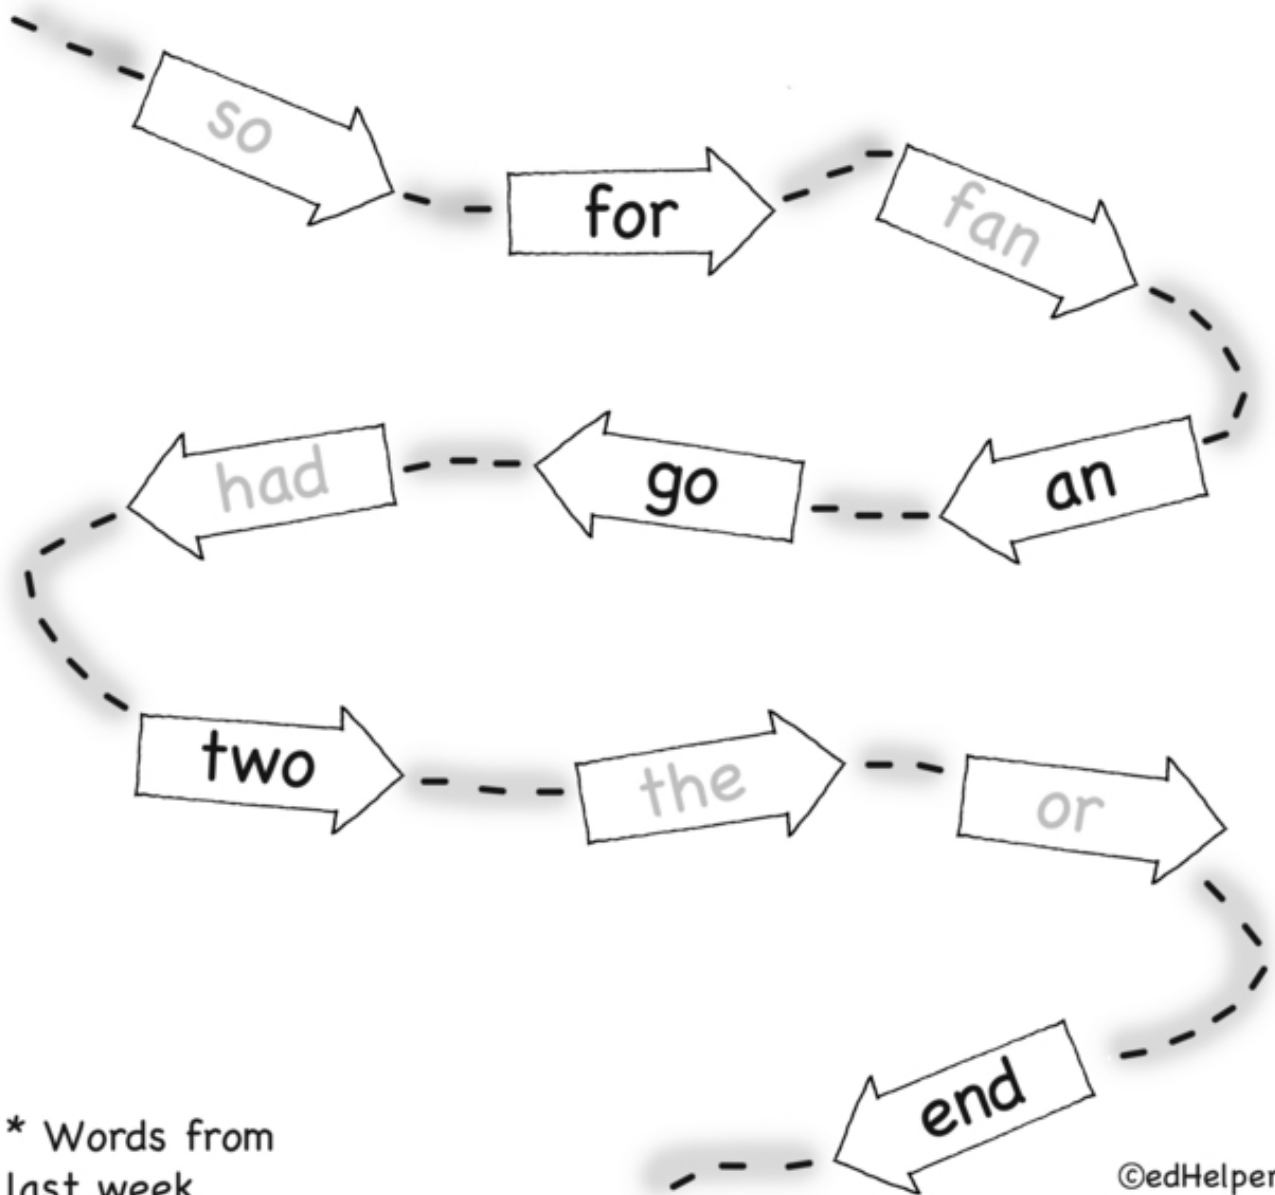 so
for
fan
an
go
had
two
the
or
end
* Words from
last week
©edHelper